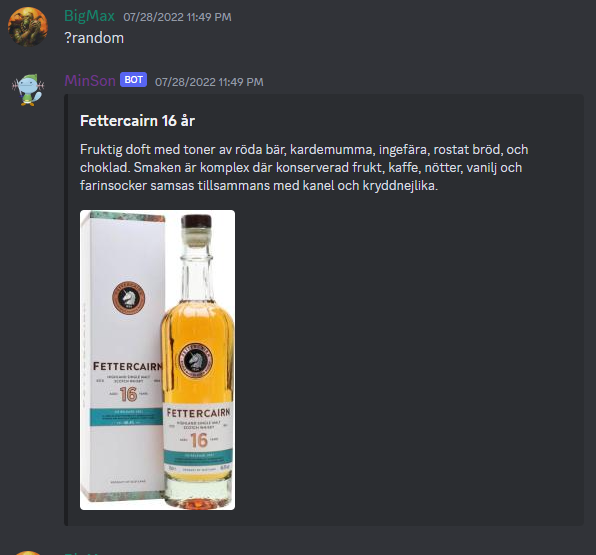 BigMax 07/28/2022 11:49 PM
?random
MinSon BOT 07/28/2022 11:49 PM
Fettercairn 16 år
Fruktig doft med toner av röda bär, kardemumma, ingefära, rostat bröd, och
choklad. Smaken är komplex där konserverad frukt, kaffe, nötter, vanilj och
farinsocker samsas tillsammans med kanel och kryddnejlika.
FETTERCAIRN
HIGHLAND SINGLE MALT
SCOTCH WHISKY
AGED 16 YEARS
FETTERCAIRN
FETTERCAIRN
HIGHLAND SINGLE MALT
SCOTCH WHISKY
AGED 16 YEARS